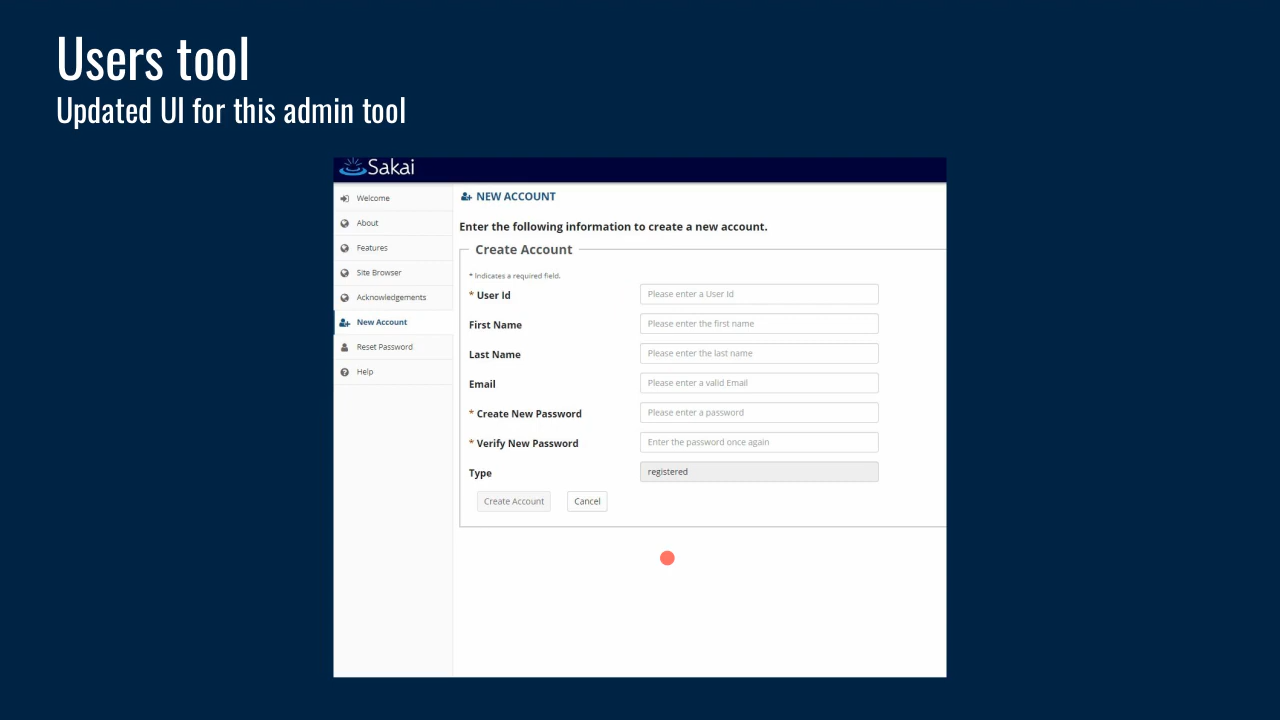 Users tool
Updated UI for this admin tool
Sakai
Welcome
About
Features
Site Browser
Acknowledgements
New Account
Reset Password
Help
NEW ACCOUNT
Enter the following information to create a new account.
Create Account
* Indicates a required field.
* User Id Please enter a User Id
First Name Please enter the first name
Last Name Please enter the last name
Email Please enter a valid Email
* Create New Password Please enter a password
* Verify New Password Enter the password once again
Type registered
Create Account Cancel